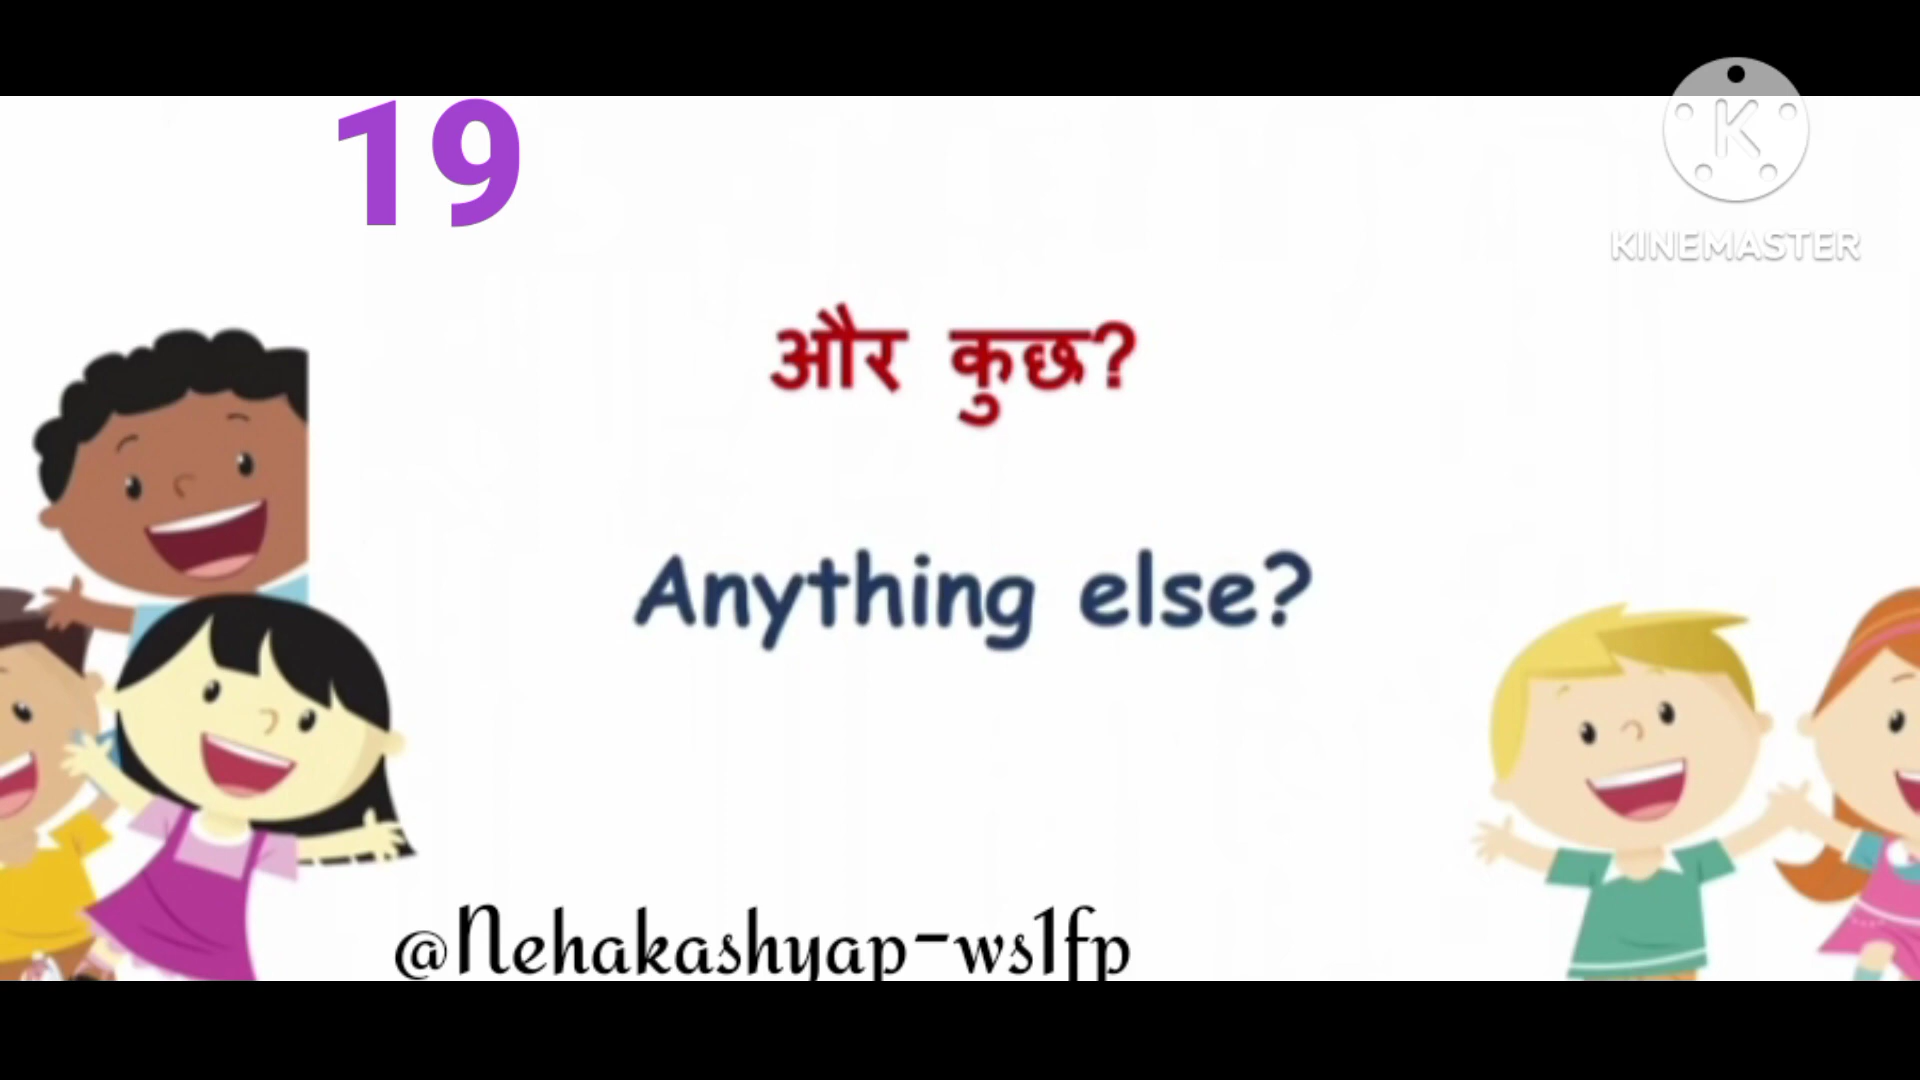 19
KINEMASTER
और कुछ?
Anything else?
@Nehakashyap-ws1fp